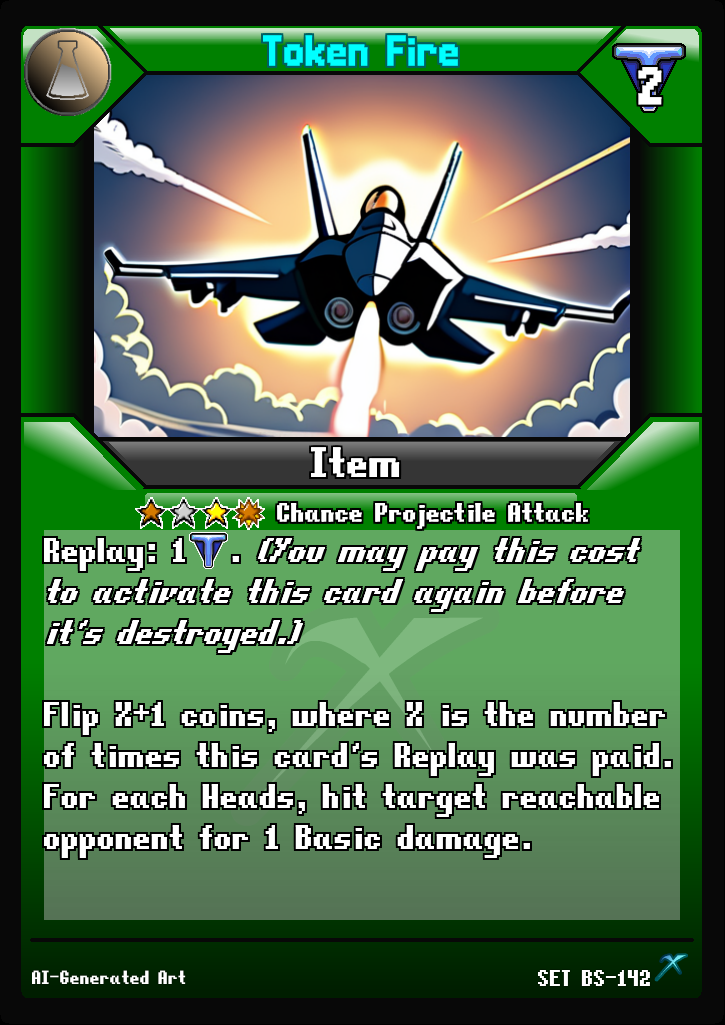 Token Fire
2
Item
Chance Projectile Attack
Replay: 1 . (You may pay this cost
to activate this card again before
it's destroyed.)
Flip X+1 coins, where X is the number
of times this card's Replay was paid.
For each Heads, hit target reachable
opponent for 1 Basic damage.
AI-Generated Art
SET BS-142